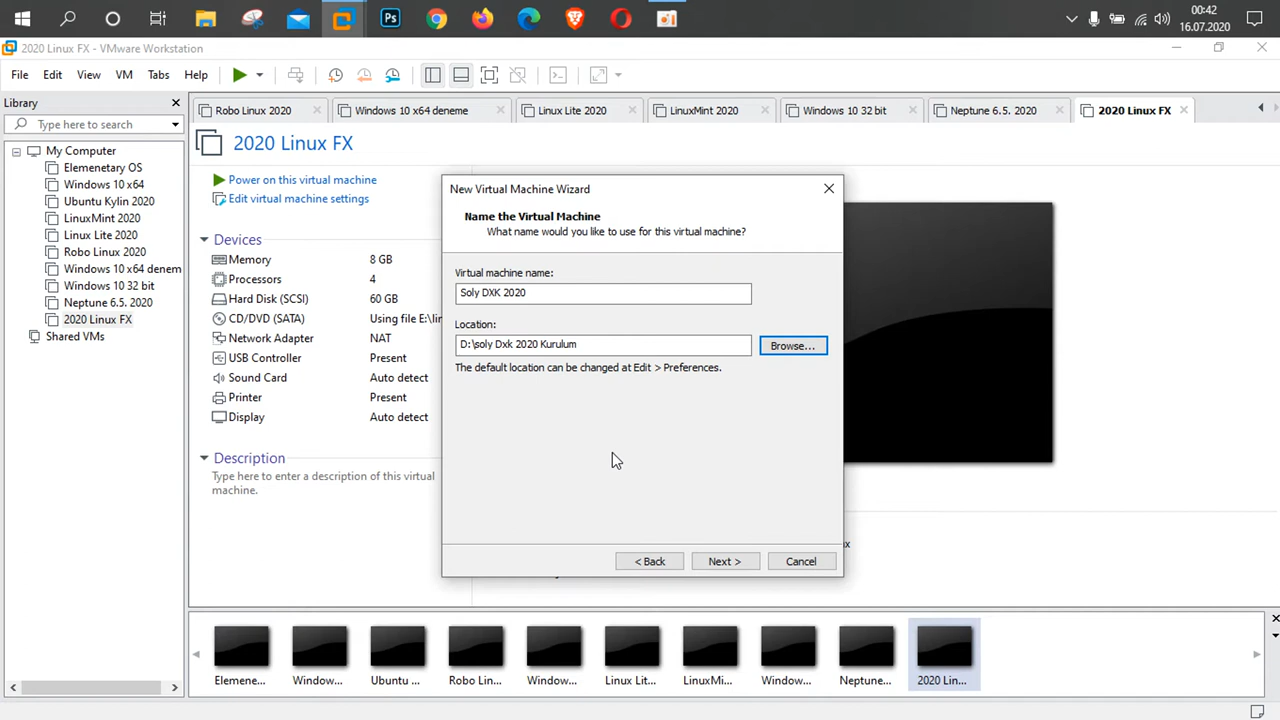 Ps
00:42
16.07.2020
2020 Linux FX - VMware Workstation
File Edit View VM Tabs Help
Library
Type here to search
My Computer
Elemenetary OS
Windows 10 x64
Ubuntu Kylin 2020
LinuxMint 2020
Linux Lite 2020
Robo Linux 2020
Windows 10 x64 denem
Windows 10 32 bit
Neptune 6.5. 2020
2020 Linux FX
Shared VMs
Robo Linux 2020
Windows 10 x64 deneme
Linux Lite 2020
LinuxMint 2020
Windows 10 32 bit
Neptune 6.5. 2020
2020 Linux FX
2020 Linux FX
Power on this virtual machine
Edit virtual machine settings
Devices
Memory 8 GB
Processors 4
Hard Disk (SCSI) 60 GB
CD/DVD (SATA) Using file E:\lir
Network Adapter NAT
USB Controller Present
Sound Card Auto detect
Printer Present
Display Auto detect
Description
Type here to enter a description of this virtual
machine.
New Virtual Machine Wizard
Name the Virtual Machine
What name would you like to use for this virtual machine?
Virtual machine name:
Soly DXK 2020
Location:
D:\soly Dxk 2020 Kurulum
Browse...
The default location can be changed at Edit > Preferences.
< Back Next > Cancel
Elemene...
Window...
Ubuntu ...
Robo Lin...
Window...
Linux Lit...
LinuxMi...
Window...
Neptune...
2020 Lin...